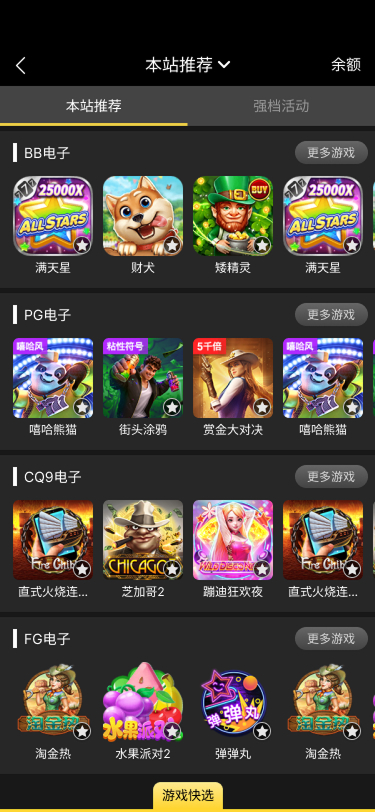 本站推荐
余额
本站推荐
强档活动
BB电子
更多游戏
25000X
ALL STARS
BUY
25000X
ALL STARS
满天星
财犬
矮精灵
满天星
PG电子
更多游戏
嘻哈风
粘性符号
5千倍
嘻哈风
嘻哈熊猫
街头涂鸦
赏金大对决
嘻哈熊猫
CQ9电子
更多游戏
Fire Chibi
CHICAGO2
Fire Chibi
直式火烧连...
芝加哥2
蹦迪狂欢夜
直式火烧连...
FG电子
更多游戏
淘金热
水果派对
弹弹丸
淘金热
淘金热
水果派对2
弹弹丸
淘金热
游戏快选